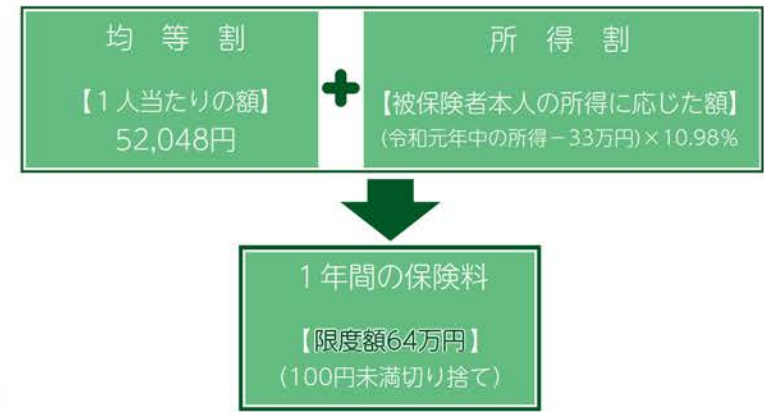 均 等 割
【1人当たりの額】
52,048円
所 得 割
【被保険者本人の所得に応じた額】
(令和元年中の所得－33万円)×10.98%
1年間の保険料
【限度額64万円】
(100円未満切り捨て)